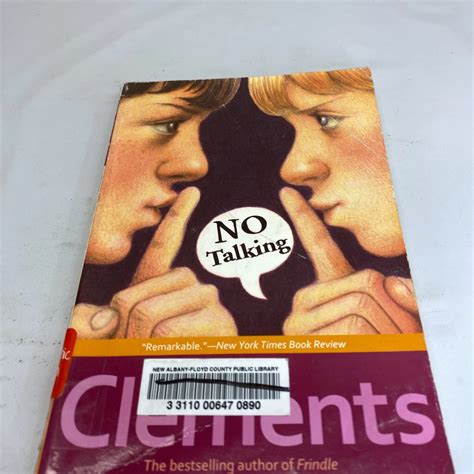 NO
Talking
"Remarkable."—New York Times Book Review
NEW ALBANY-FLOYD COUNTY PUBLIC LIBRARY
3 3110 00647 0890
Clements
The bestselling author of Frindle